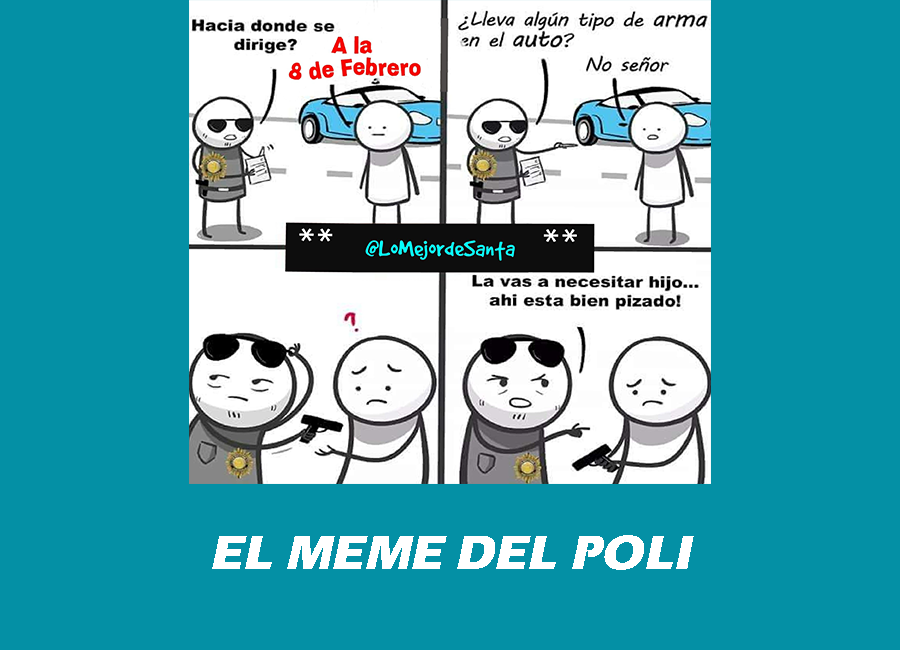 Hacia donde se
dirige?
A la
8 de Febrero
¿Lleva algún tipo de arma
en el auto?
No señor
** @LoMejordeSanta **
?
La vas a necesitar hijo...
ahi esta bien pizado!
EL MEME DEL POLI